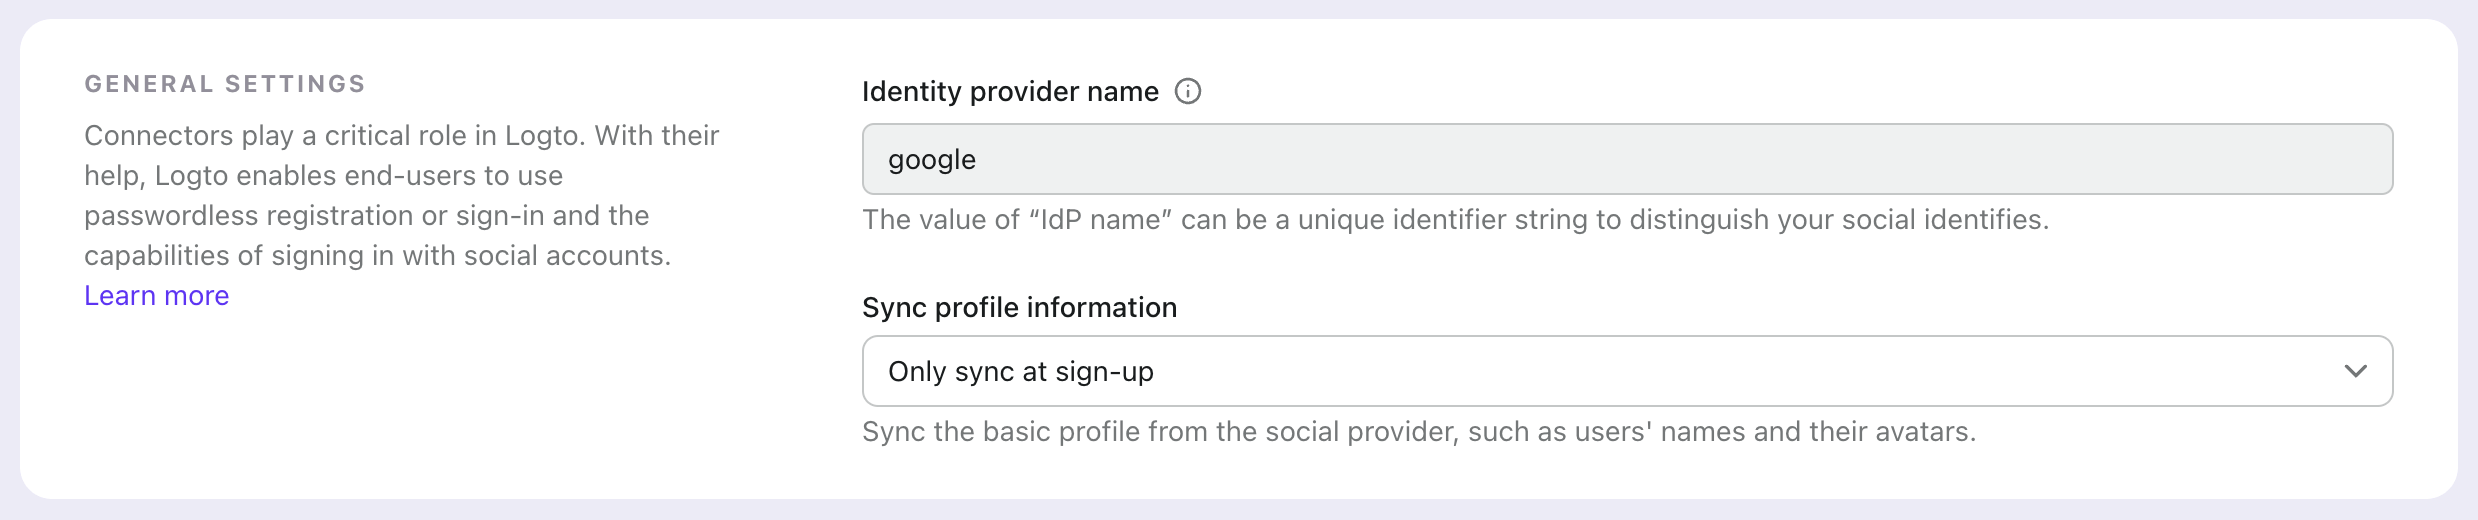 GENERAL SETTINGS
Connectors play a critical role in Logto. With their
help, Logto enables end-users to use
passwordless registration or sign-in and the
capabilities of signing in with social accounts.
Learn more
Identity provider name
google
The value of “IdP name” can be a unique identifier string to distinguish your social identifies.
Sync profile information
Only sync at sign-up
Sync the basic profile from the social provider, such as users' names and their avatars.